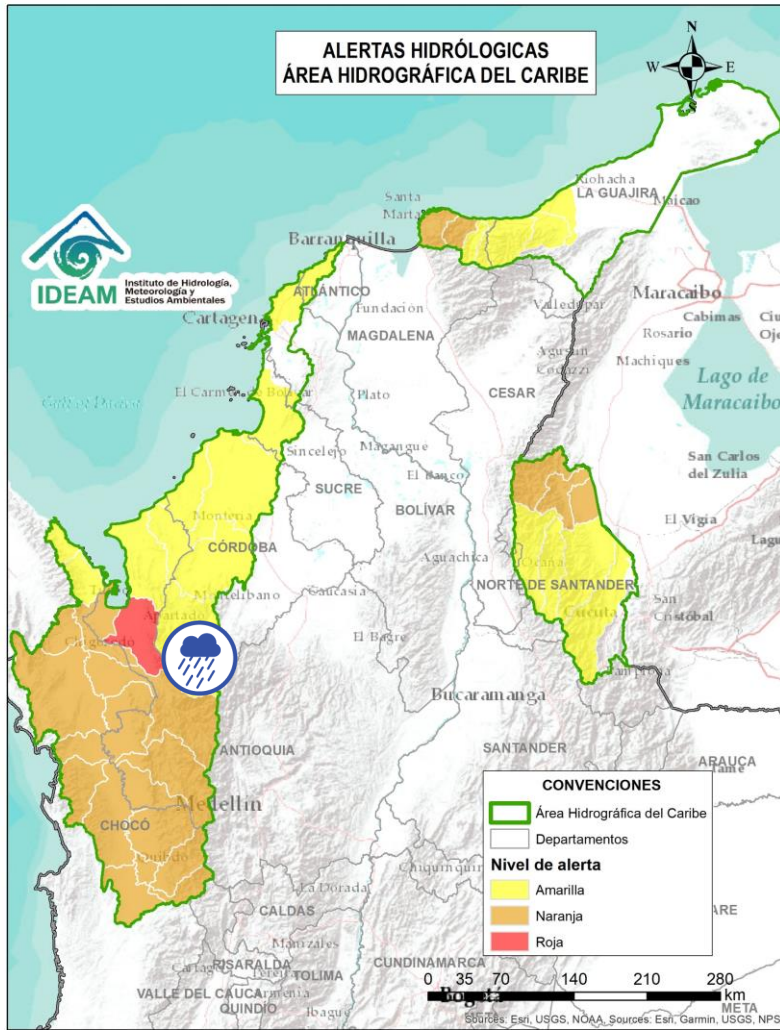 ALERTAS HIDRÓLOGICAS
ÁREA HIDROGRÁFICA DEL CARIBE
N
W
E
S
IDEAM
Instituto de Hidrología,
Meteorología y
Estudios Ambientales
Riohacha
LA GUAJIRA
Maicao
Santa
Marta
Barranquilla
ATLÁNTICO
Cartagena
Fundación
Valledupar
Maracaibo
Cabimas
Rosario
MAGDALENA
Agustín
Codazzi
Machiques
Lago de
Maracaibo
CESAR
El Carmen de Bolívar
Plato
Sincelejo
Magangué
San Carlos
del Zulia
El Banco
SUCRE
BOLÍVAR
Montería
El Vigía
CÓRDOBA
Aguachica
Ocaña
NORTE DE SANTANDER
Montelíbano
Caucasia
Cúcuta
San
Cristóbal
Apartadó
El Bagre
Bucaramanga
ANTIOQUIA
SANTANDER
ARAUCA
Medellín
CHOCÓ
Quibdó
La Dorada
CALDAS
Manizales
RISARALDA
TOLIMA
CUNDINAMARCA
VALLE DEL CAUCA
Armenia
QUINDÍO
Ibagué
Bogotá
META
CONVENCIONES
Área Hidrográfica del Caribe
Departamentos
Nivel de alerta
Amarilla
Naranja
Roja
0 35 70 140 210 280
km
Sources: Esri, USGS, NOAA, Sources: Esri, Garmin, USGS, NPS